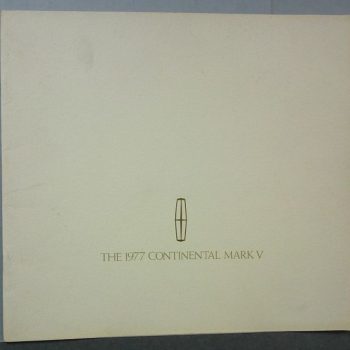 THE 1977 CONTINENTAL MARK V